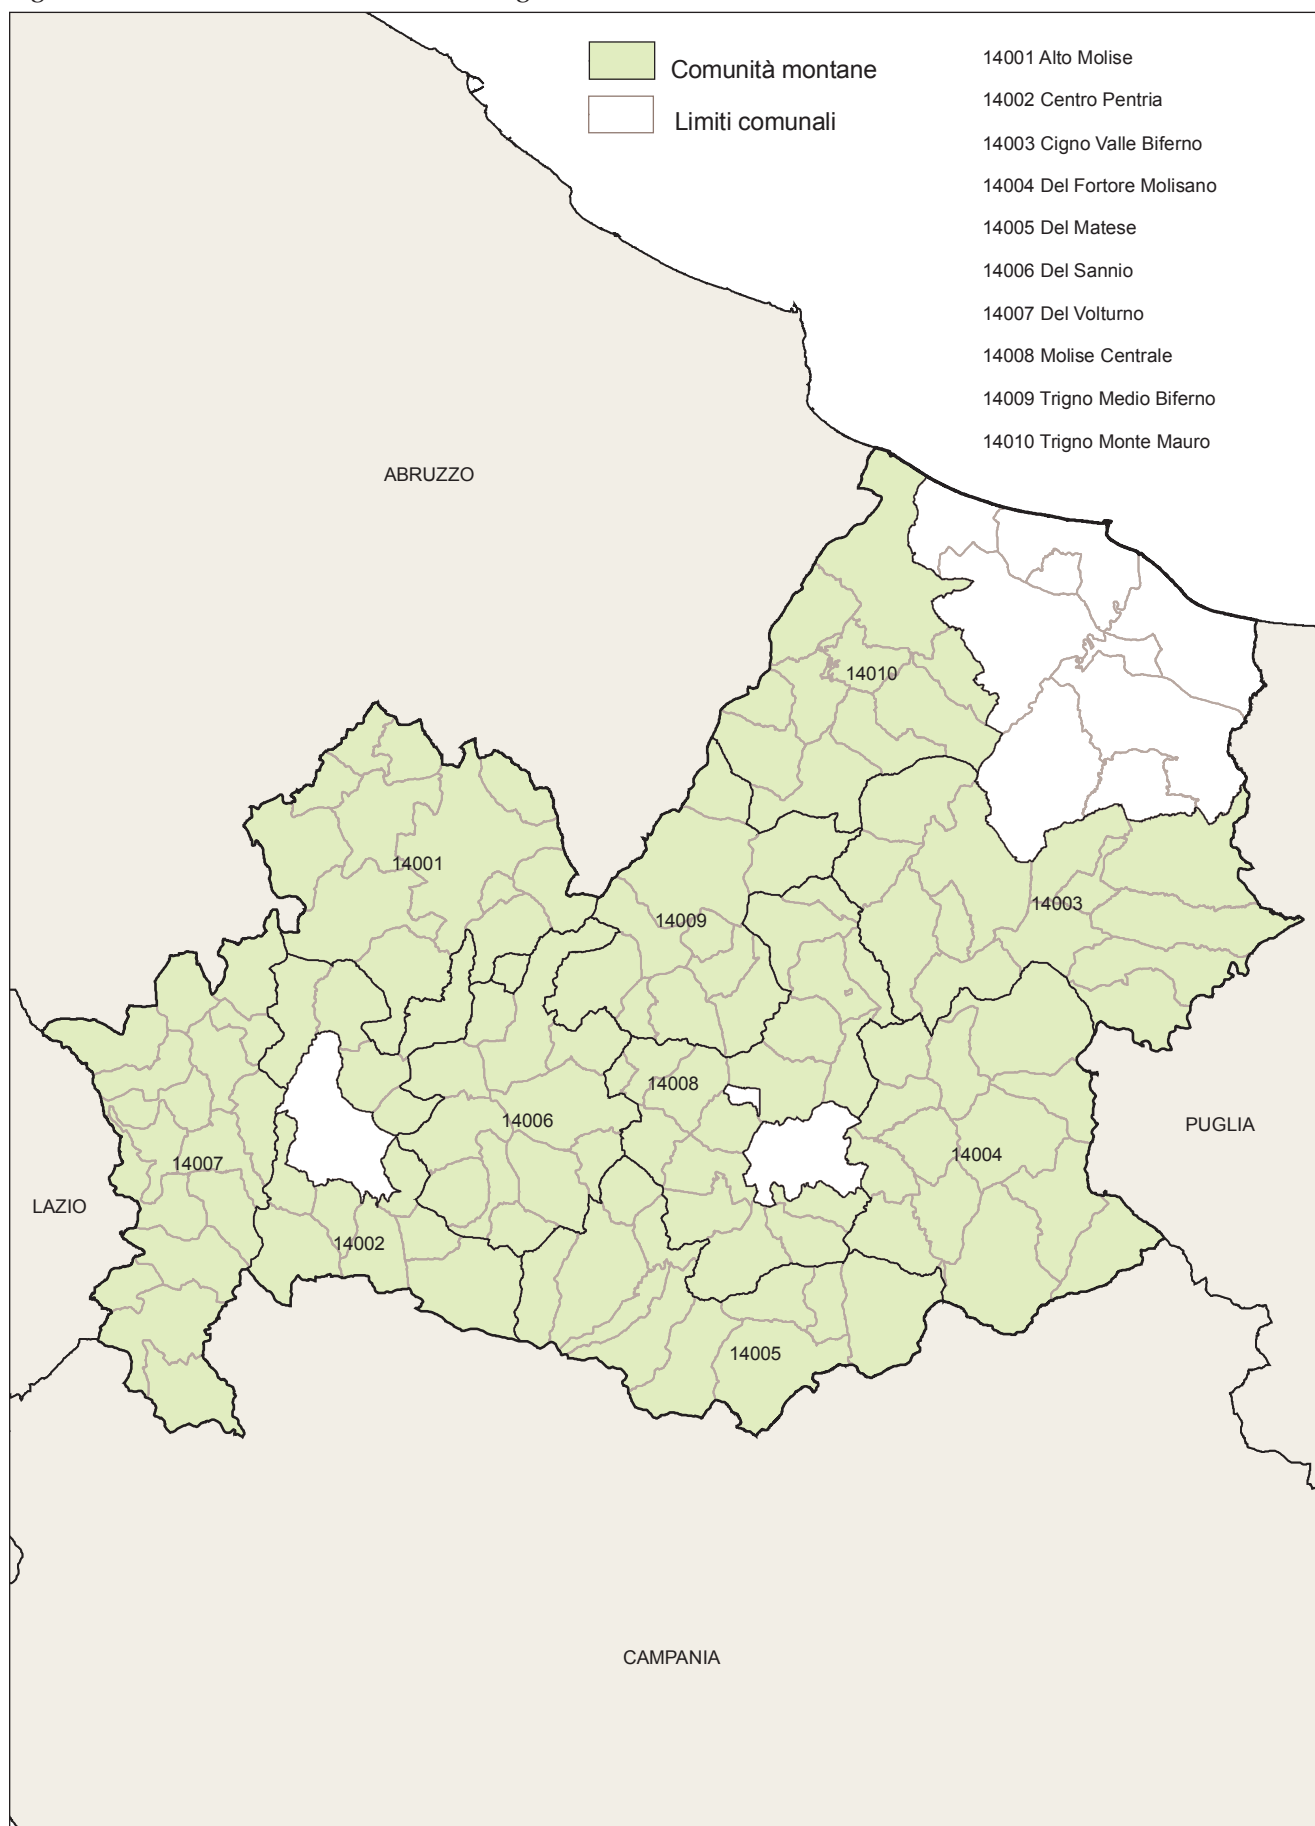 Comunità montane
Limiti comunali
14001 Alto Molise
14002 Centro Pentria
14003 Cigno Valle Biferno
14004 Del Fortore Molisano
14005 Del Matese
14006 Del Sannio
14007 Del Volturno
14008 Molise Centrale
14009 Trigno Medio Biferno
14010 Trigno Monte Mauro
ABRUZZO
14010
14001
14003
14009
14008
14006
PUGLIA
14004
14007
LAZIO
14002
14005
CAMPANIA